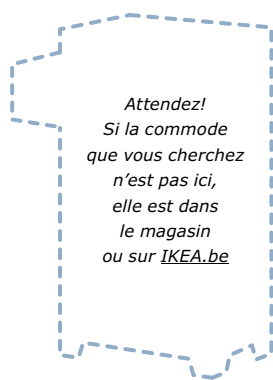 Attendez!
Si la commode
que vous cherchez
n’est pas ici,
elle est dans
le magasin
ou sur IKEA.be